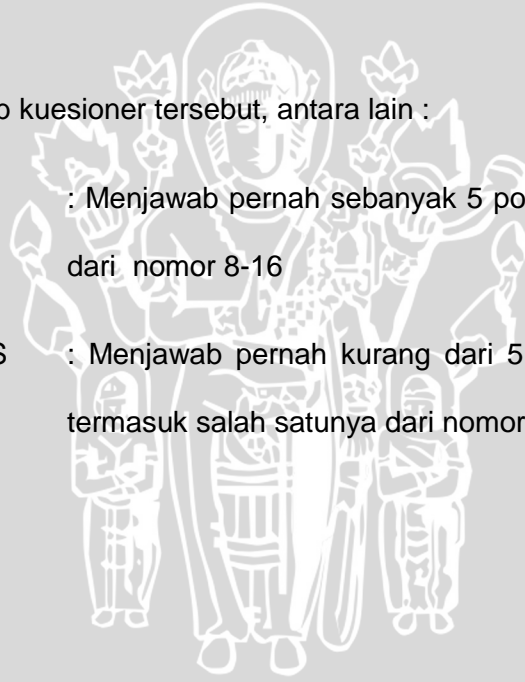 kuesioner tersebut, antara lain :
: Menjawab pernah sebanyak 5
dari nomor 8-16
S : Menjawab pernah kurang dari 5
termasuk salah satunya dari nomor